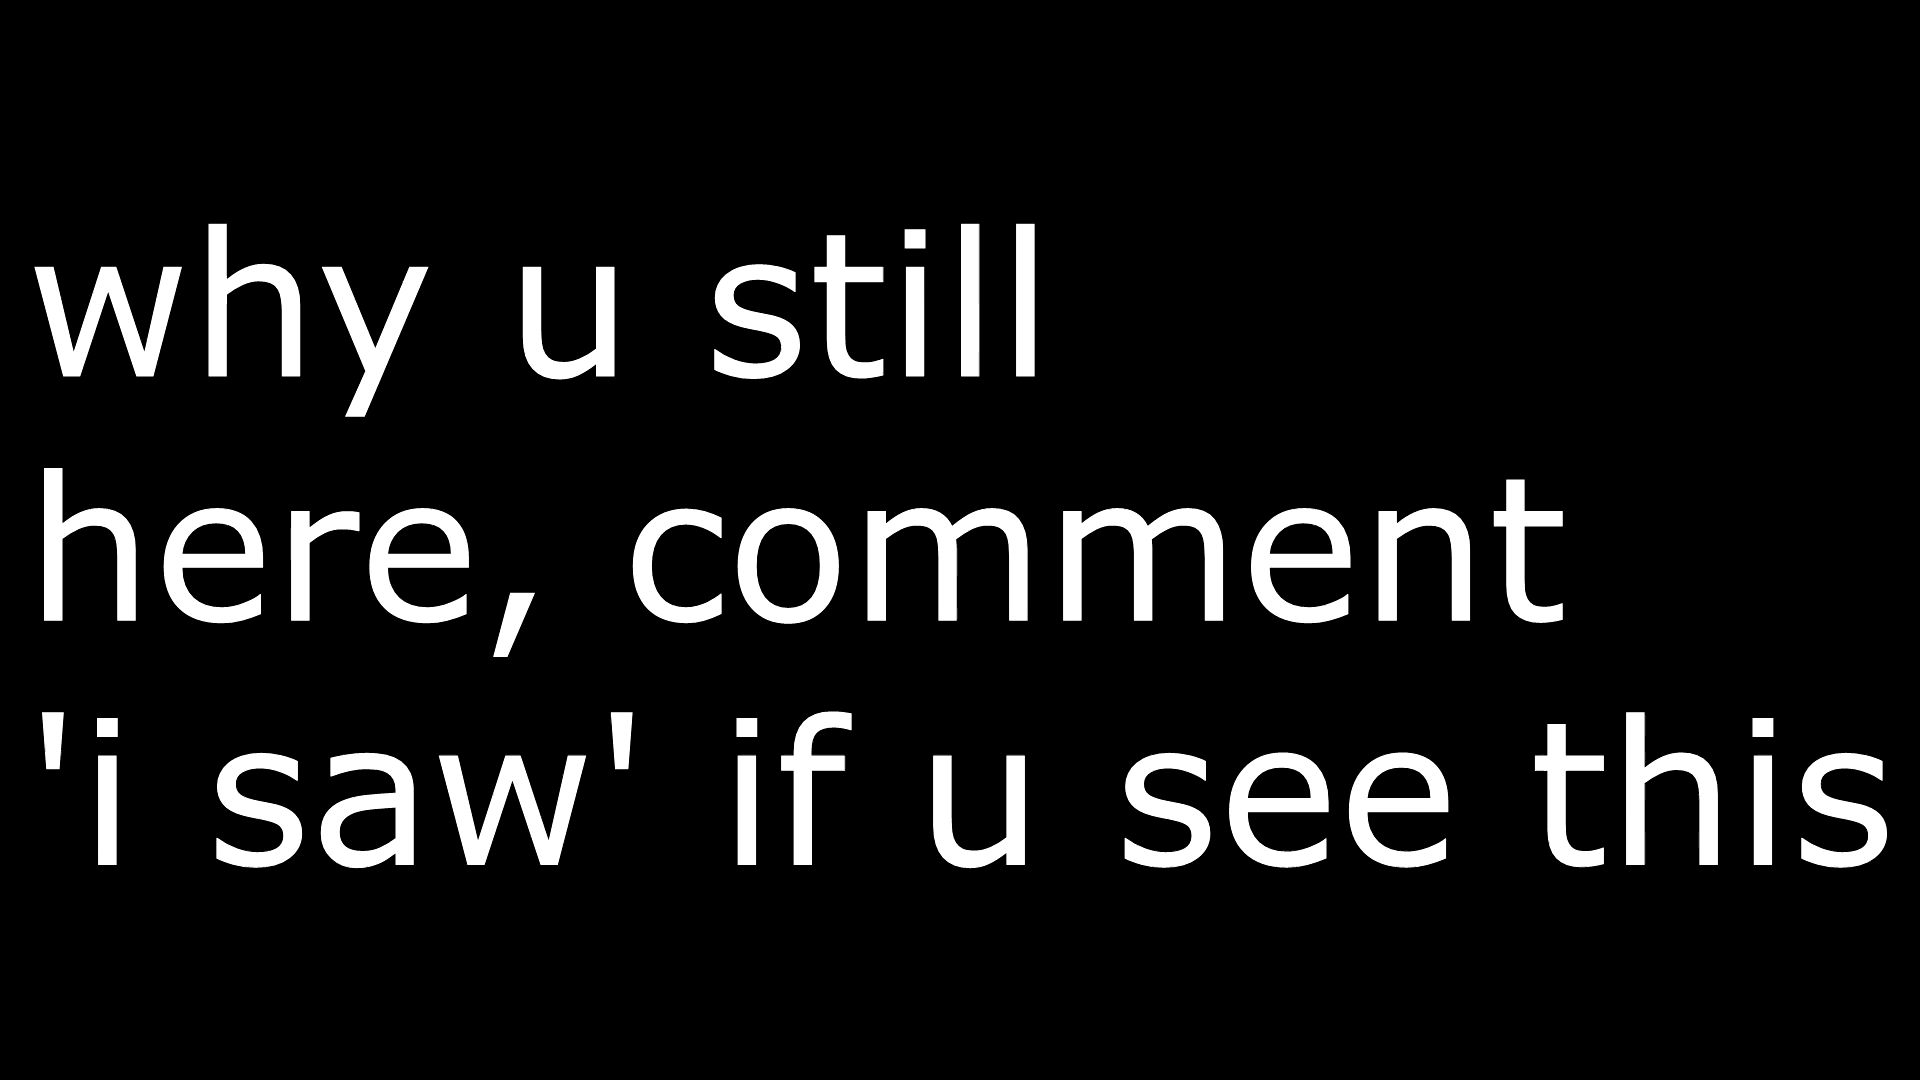 why u still
here, comment
'i saw' if u see this